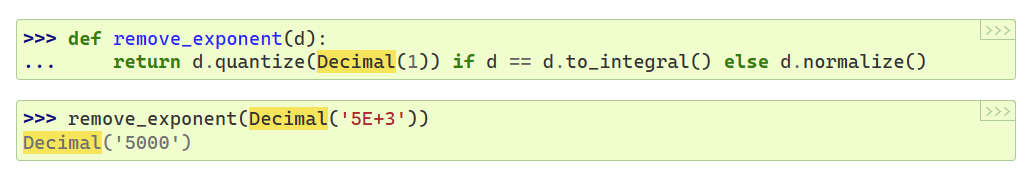 >>>
>>> def remove_exponent(d):
...     return d.quantize(Decimal(1)) if d == d.to_integral() else d.normalize()
>>>
>>> remove_exponent(Decimal('5E+3'))
Decimal('5000')